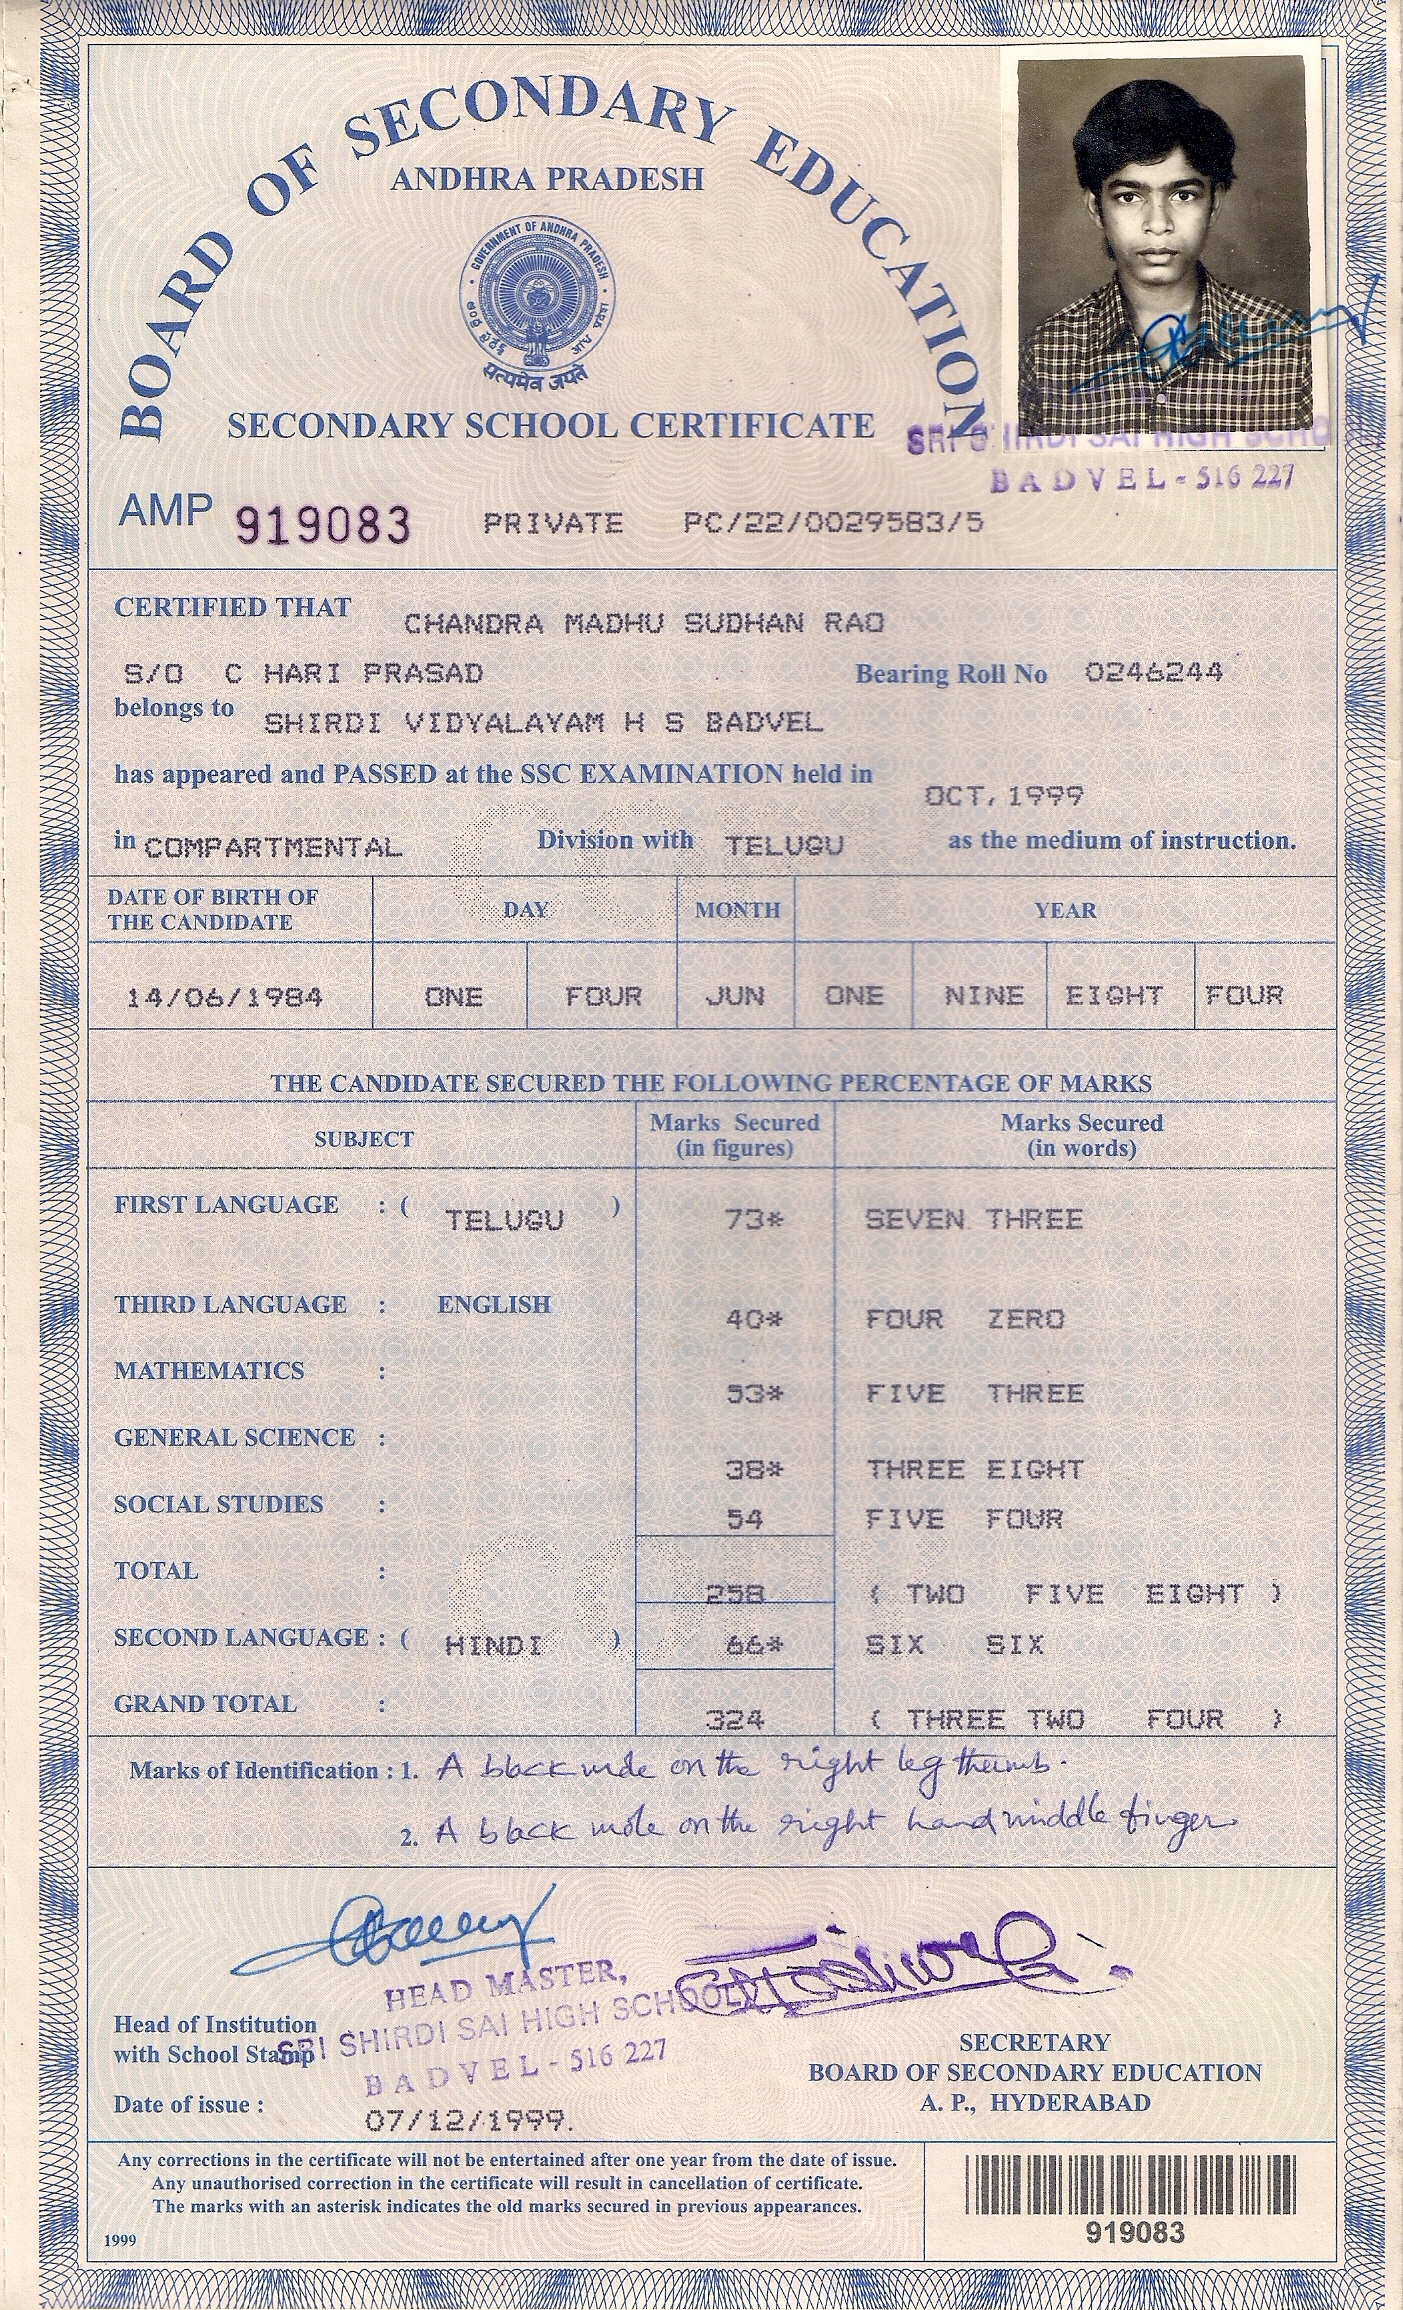 BOARD OF SECONDARY EDUCATION
ANDHRA PRADESH
GOVERNMENT OF ANDHRA PRADESH
सत्यमेव जयते
SECONDARY SCHOOL CERTIFICATE
SRI SHIRDI SAI HIGH SCHO
BADVEL - 516 227
AMP 919083 PRIVATE PC/22/0029583/5
CERTIFIED THAT CHANDRA MADHU SUDHAN RAO
S/O C HARI PRASAD Bearing Roll No 0246244
belongs to SHIRDI VIDYALAYAM H S BADVEL
has appeared and PASSED at the SSC EXAMINATION held in OCT, 1999
in COMPARTMENTAL Division with TELUGU as the medium of instruction.
DATE OF BIRTH OF THE CANDIDATE DAY MONTH YEAR
14/06/1984 ONE FOUR JUN ONE NINE EIGHT FOUR
THE CANDIDATE SECURED THE FOLLOWING PERCENTAGE OF MARKS
SUBJECT Marks Secured (in figures) Marks Secured (in words)
FIRST LANGUAGE : ( TELUGU ) 73* SEVEN THREE
THIRD LANGUAGE : ENGLISH 40* FOUR ZERO
MATHEMATICS : 53* FIVE THREE
GENERAL SCIENCE : 38* THREE EIGHT
SOCIAL STUDIES : 54 FIVE FOUR
TOTAL : 258 ( TWO FIVE EIGHT )
SECOND LANGUAGE : ( HINDI ) 66* SIX SIX
GRAND TOTAL : 324 ( THREE TWO FOUR )
Marks of Identification : 1. A black mole on the right leg thumb.
2. A black mole on the right hand middle finger
HEAD MASTER,
SRI SHIRDI SAI HIGH SCHOOL
BADVEL - 516 227
Head of Institution
with School Stamp
Date of issue : 07/12/1999.
SECRETARY
BOARD OF SECONDARY EDUCATION
A. P., HYDERABAD
Any corrections in the certificate will not be entertained after one year from the date of issue.
Any unauthorised correction in the certificate will result in cancellation of certificate.
The marks with an asterisk indicates the old marks secured in previous appearances.
1999
919083